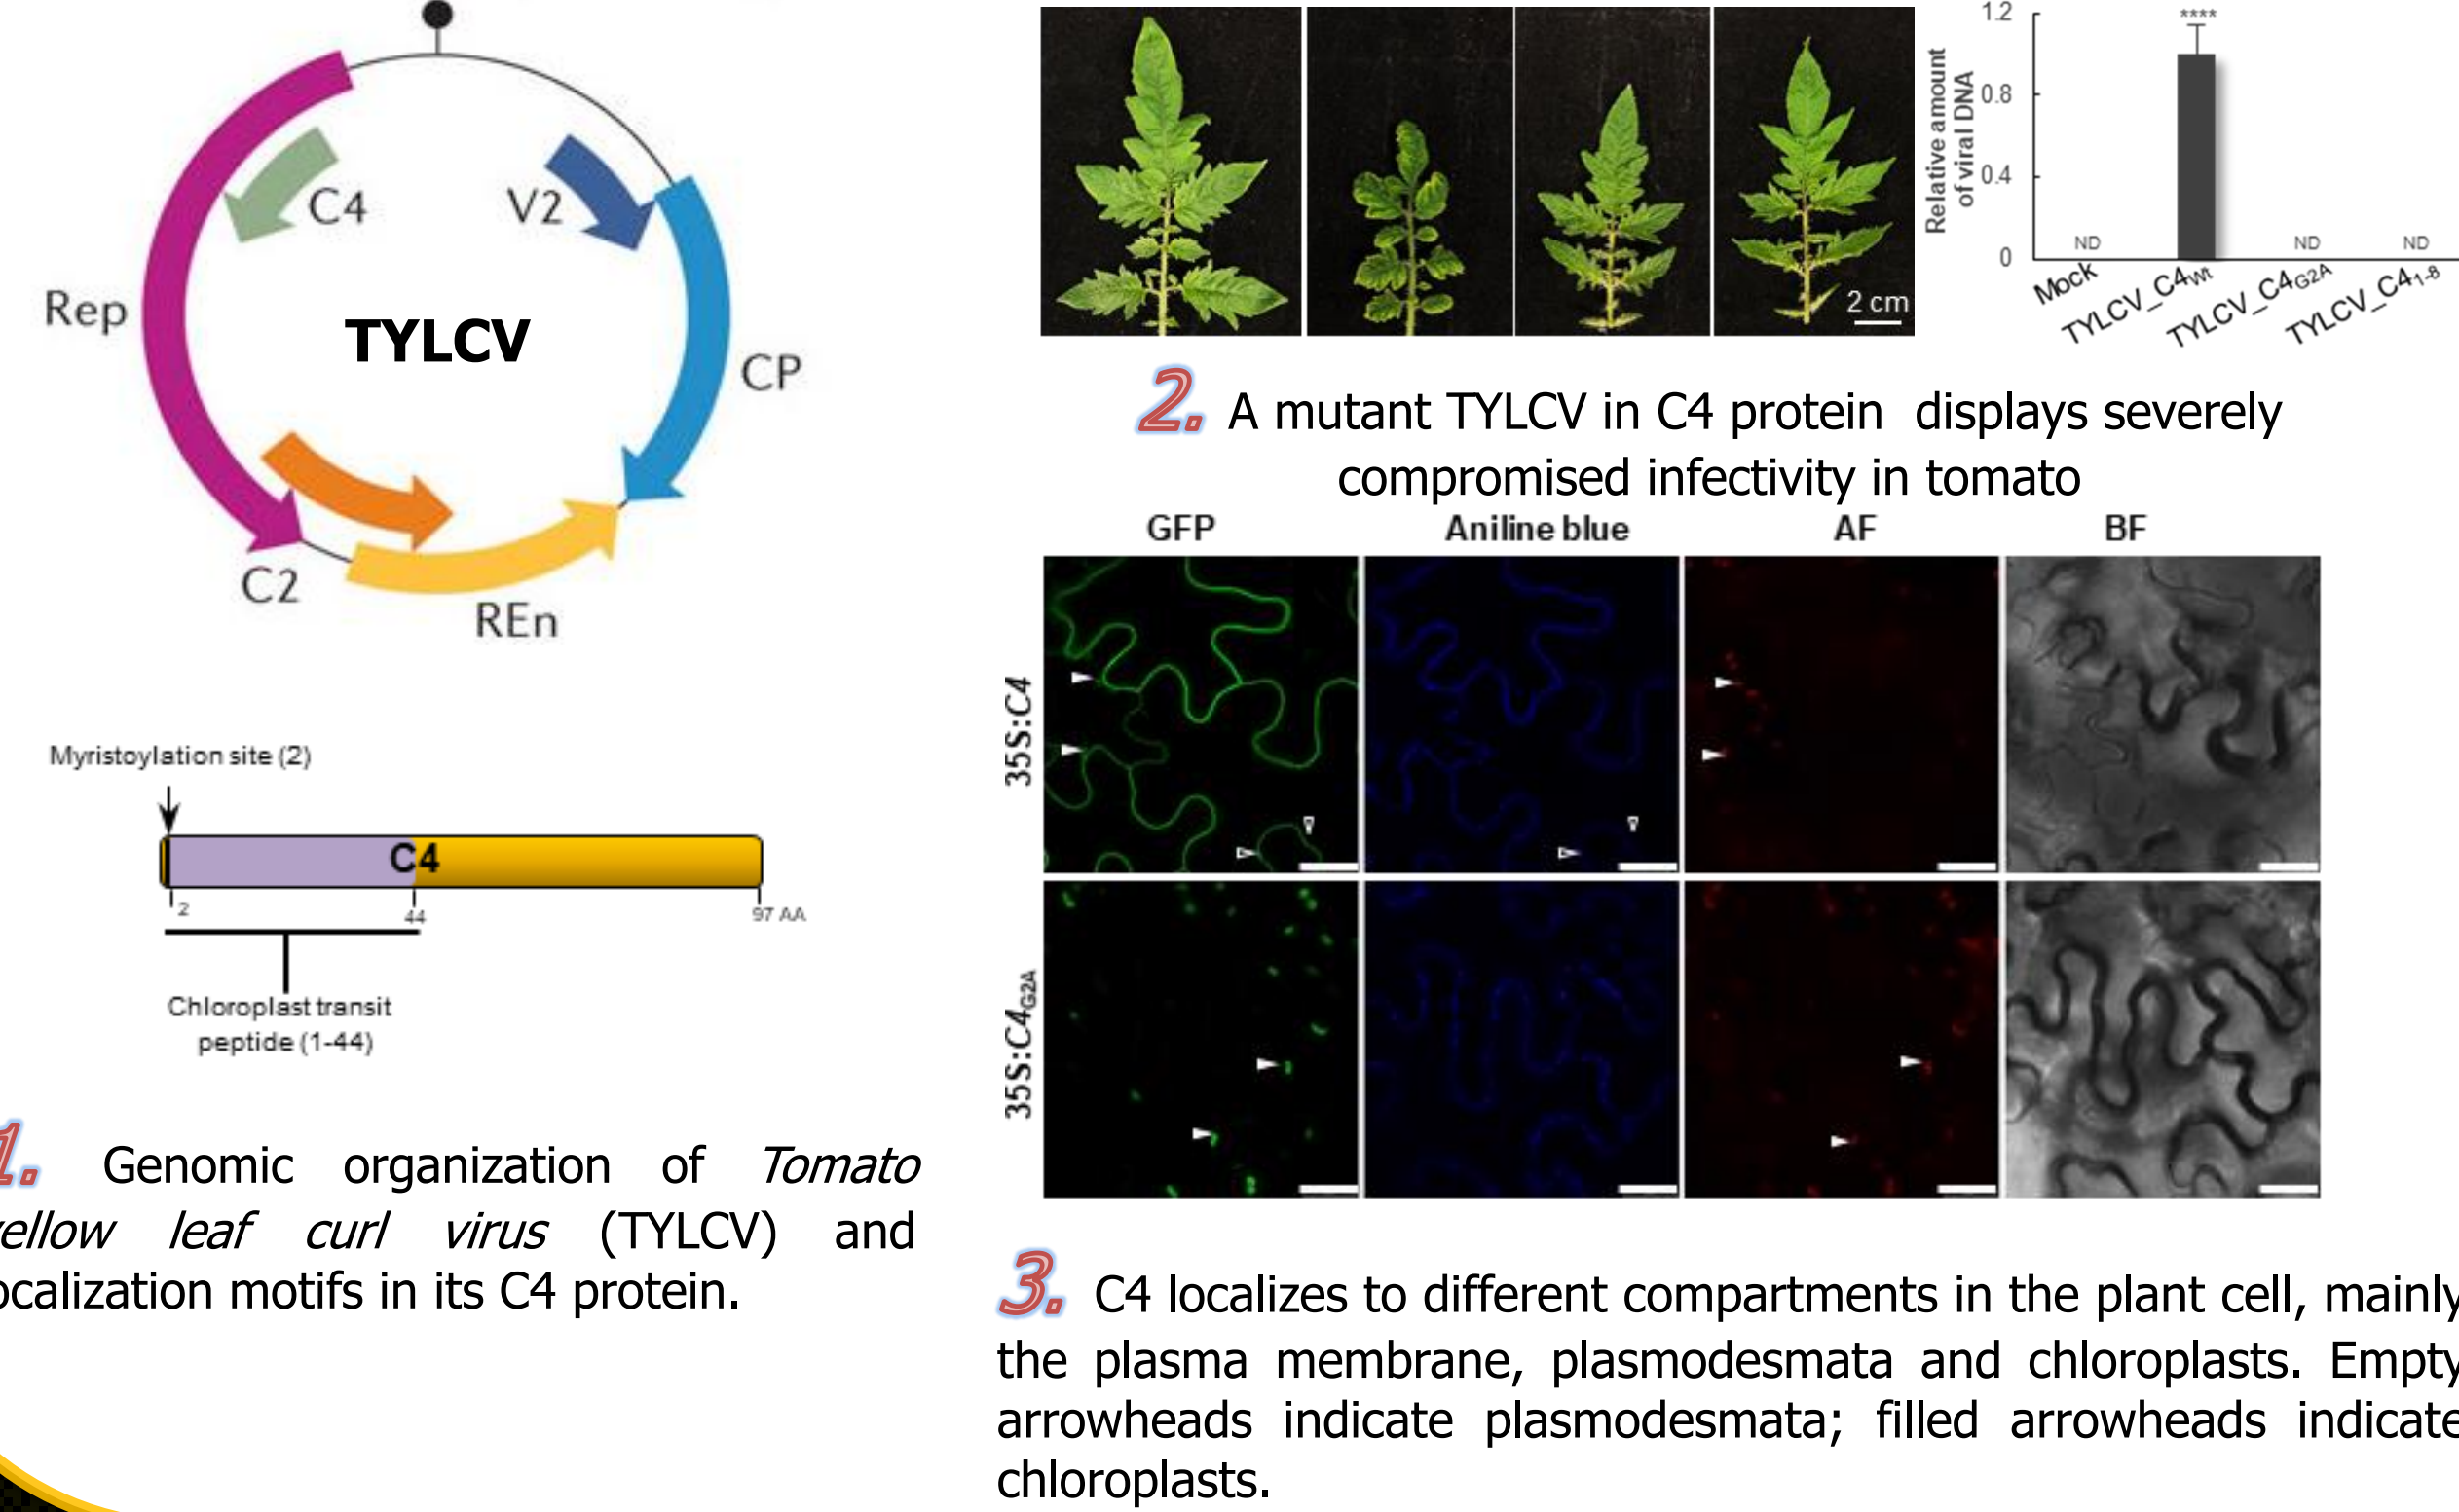 C4
V2
Rep
TYLCV
CP
C2
REn
Myristoylation site (2)
C4
2
44
97 AA
Chloroplast transit
peptide (1-44)
1. Genomic organization of Tomato
yellow leaf curl virus (TYLCV) and
localization motifs in its C4 protein.
2 cm
Relative amount
of viral DNA
1.2
0.8
0.4
0
ND
****
ND
ND
Mock
TYLCV_C4Wt
TYLCV_C4G2A
TYLCV_C41-8
2. A mutant TYLCV in C4 protein displays severely
compromised infectivity in tomato
GFP
Aniline blue
AF
BF
35S:C4
35S:C4G2A
3. C4 localizes to different compartments in the plant cell, mainly
the plasma membrane, plasmodesmata and chloroplasts. Empty
arrowheads indicate plasmodesmata; filled arrowheads indicate
chloroplasts.